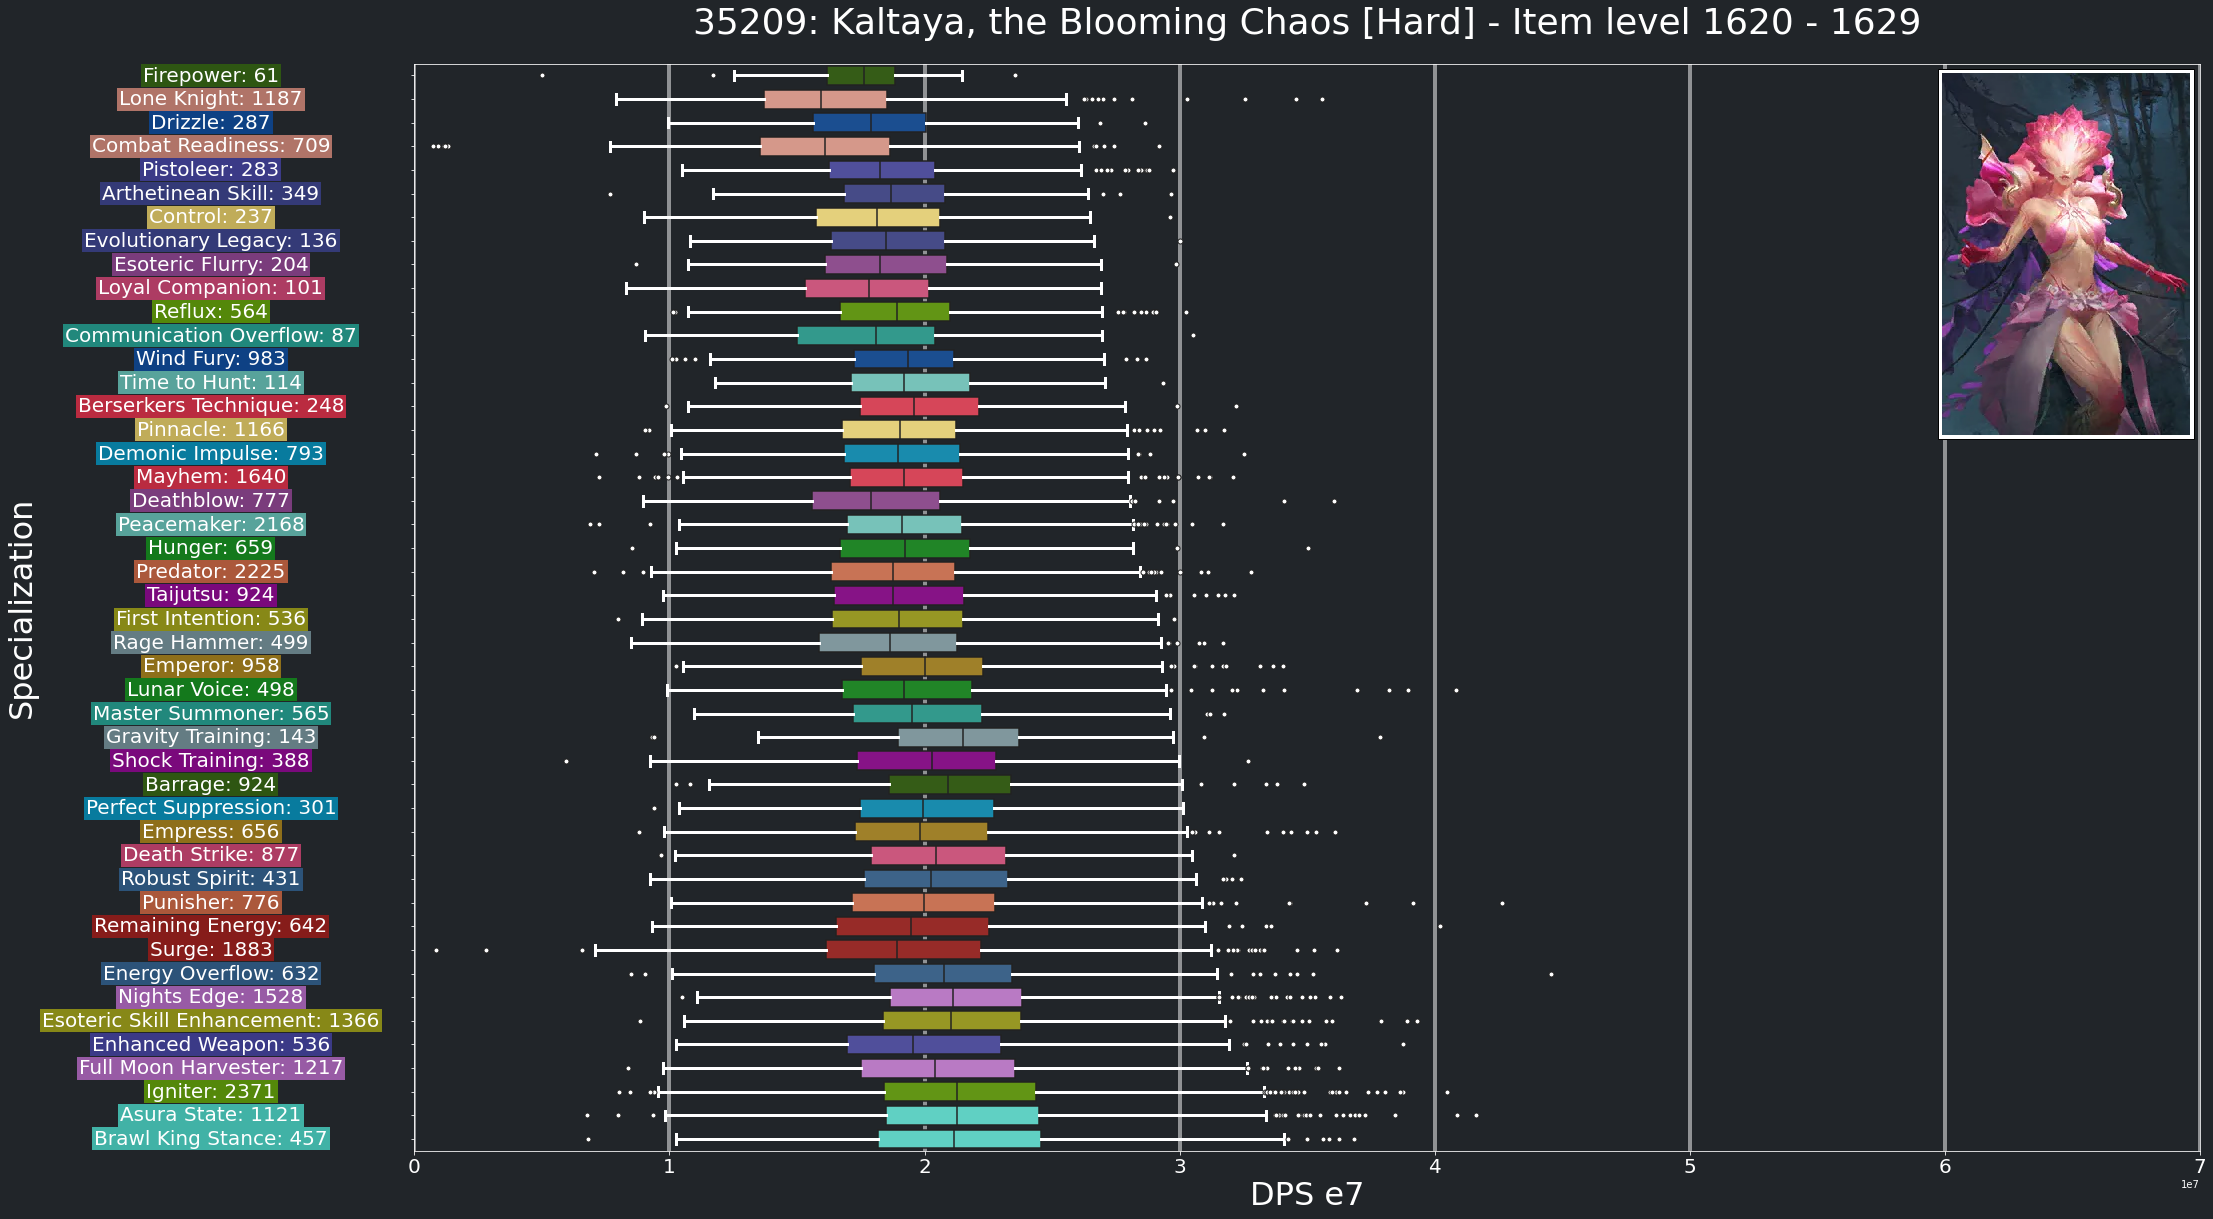 35209: Kaltaya, the Blooming Chaos [Hard] - Item level 1620 - 1629
Specialization
Firepower: 61
Lone Knight: 1187
Drizzle: 287
Combat Readiness: 709
Pistoleer: 283
Arthetinean Skill: 349
Control: 237
Evolutionary Legacy: 136
Esoteric Flurry: 204
Loyal Companion: 101
Reflux: 564
Communication Overflow: 87
Wind Fury: 983
Time to Hunt: 114
Berserkers Technique: 248
Pinnacle: 1166
Demonic Impulse: 793
Mayhem: 1640
Deathblow: 777
Peacemaker: 2168
Hunger: 659
Predator: 2225
Taijutsu: 924
First Intention: 536
Rage Hammer: 499
Emperor: 958
Lunar Voice: 498
Master Summoner: 565
Gravity Training: 143
Shock Training: 388
Barrage: 924
Perfect Suppression: 301
Empress: 656
Death Strike: 877
Robust Spirit: 431
Punisher: 776
Remaining Energy: 642
Surge: 1883
Energy Overflow: 632
Nights Edge: 1528
Esoteric Skill Enhancement: 1366
Enhanced Weapon: 536
Full Moon Harvester: 1217
Igniter: 2371
Asura State: 1121
Brawl King Stance: 457
0 1 2 3 4 5 6 7
1e7
DPS e7